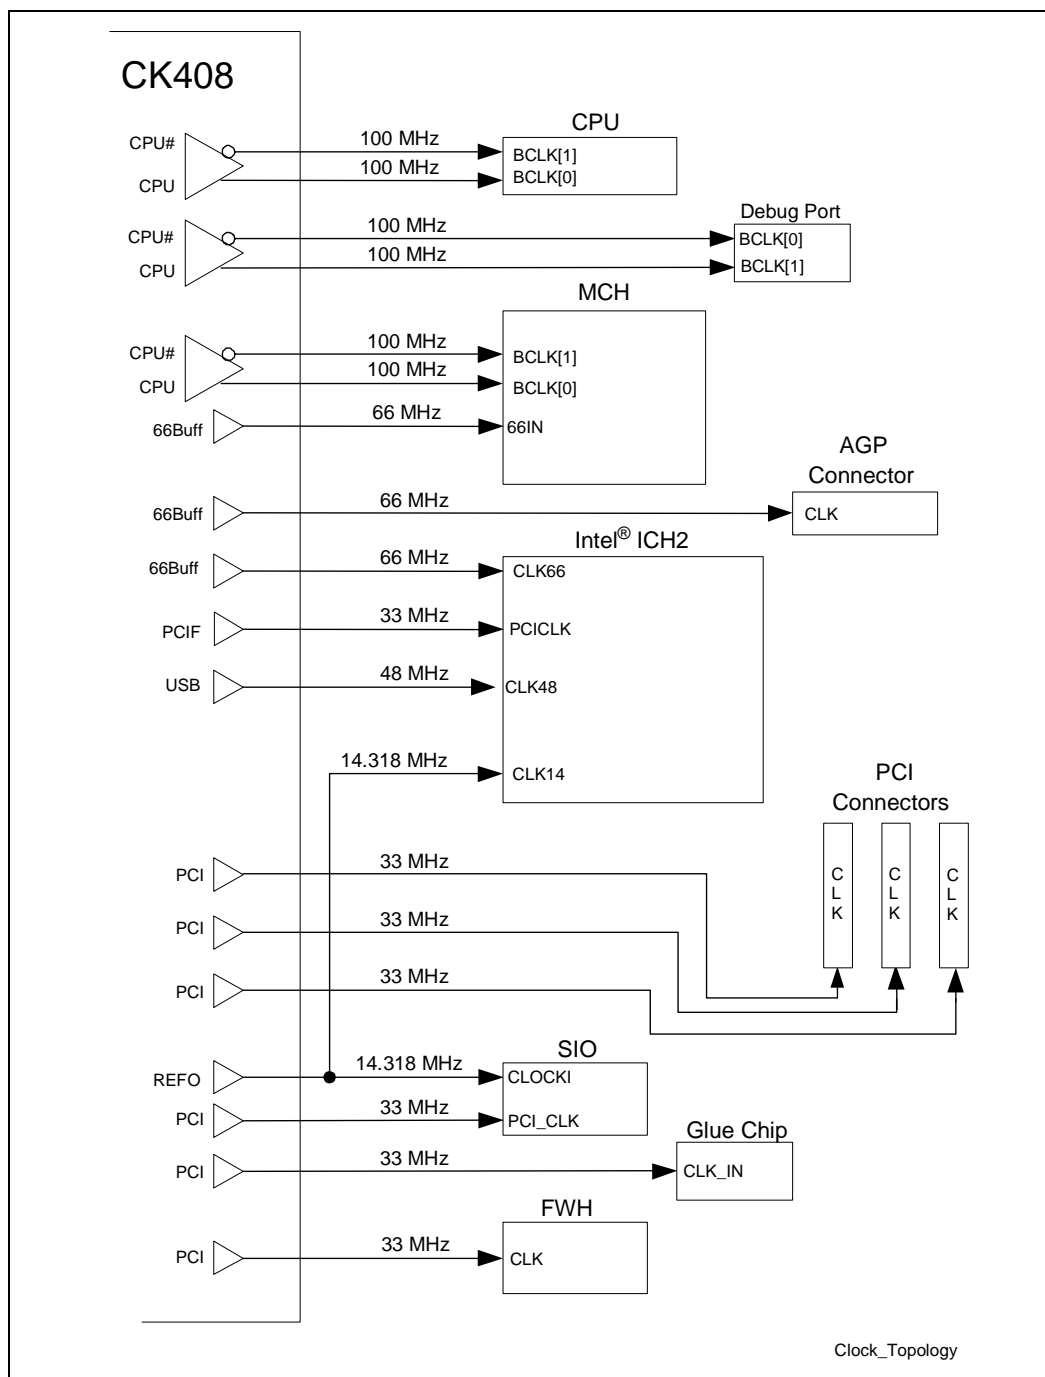 CK408
CPU
CPU# 100 MHz BCLK[1]
CPU 100 MHz BCLK[0]
Debug Port
CPU# 100 MHz BCLK[0]
CPU 100 MHz BCLK[1]
MCH
CPU# 100 MHz BCLK[1]
CPU 100 MHz BCLK[0]
66Buff 66 MHz 66IN
AGP
Connector
66Buff 66 MHz CLK
Intel® ICH2
66Buff 66 MHz CLK66
PCIF 33 MHz PCICLK
USB 48 MHz CLK48
14.318 MHz CLK14
PCI
Connectors
CLK CLK CLK
PCI 33 MHz
PCI 33 MHz
PCI 33 MHz
SIO
REFO 14.318 MHz CLOCKI
PCI 33 MHz PCI_CLK
Glue Chip
PCI 33 MHz CLK_IN
FWH
PCI 33 MHz CLK
Clock_Topology